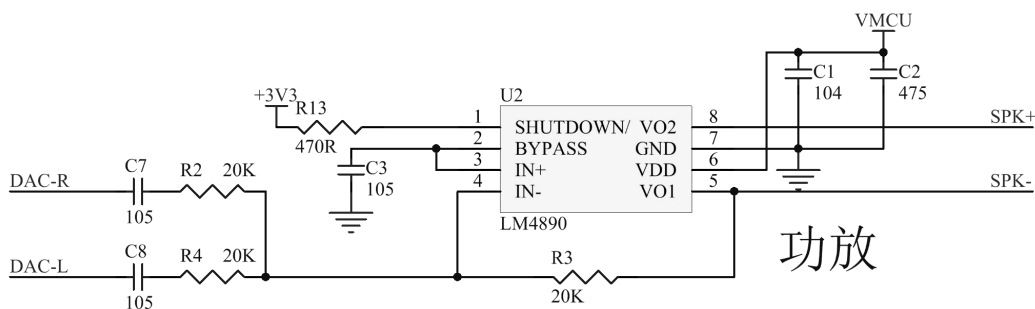 VMCU
C1
104
C2
475
+3V3
R13
470R
U2
1
2
3
4
SHUTDOWN/
BYPASS
IN+
IN-
VO2
GND
VDD
VO1
8
7
6
5
LM4890
SPK+
SPK-
C3
105
DAC-R
C7
105
R2
20K
DAC-L
C8
105
R4
20K
R3
20K
功放